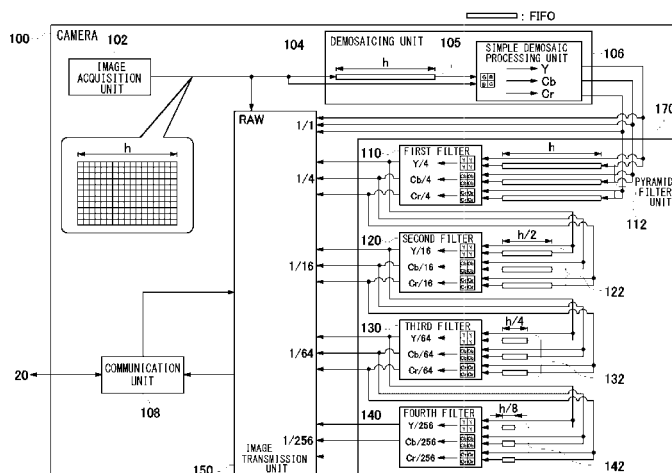 : FIFO
100
CAMERA
102
IMAGE
ACQUISITION
UNIT
104
DEMOSAICING UNIT
105
h
SIMPLE DEMOSAIC
PROCESSING UNIT
106
Y
Cb
Cr
170
h
RAW
1/1
1/4
1/16
1/64
1/256
110
FIRST FILTER
Y/4
Cb/4
Cr/4
h
PYRAMID
FILTER
UNIT
112
120
SECOND FILTER
Y/16
Cb/16
Cr/16
h/2
122
130
THIRD FILTER
Y/64
Cb/64
Cr/64
h/4
132
140
FOURTH FILTER
Y/256
Cb/256
Cr/256
h/8
142
20
COMMUNICATION
UNIT
108
150
IMAGE
TRANSMISSION
UNIT